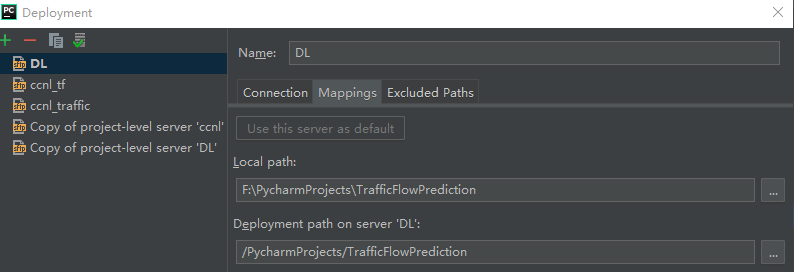 PC Deployment
Name: DL
DL
ccnl_tf
ccnl_traffic
Copy of project-level server 'ccnl'
Copy of project-level server 'DL'
Connection Mappings Excluded Paths
Use this server as default
Local path:
F:\PycharmProjects\TrafficFlowPrediction
...
Deployment path on server 'DL':
/PycharmProjects/TrafficFlowPrediction
...